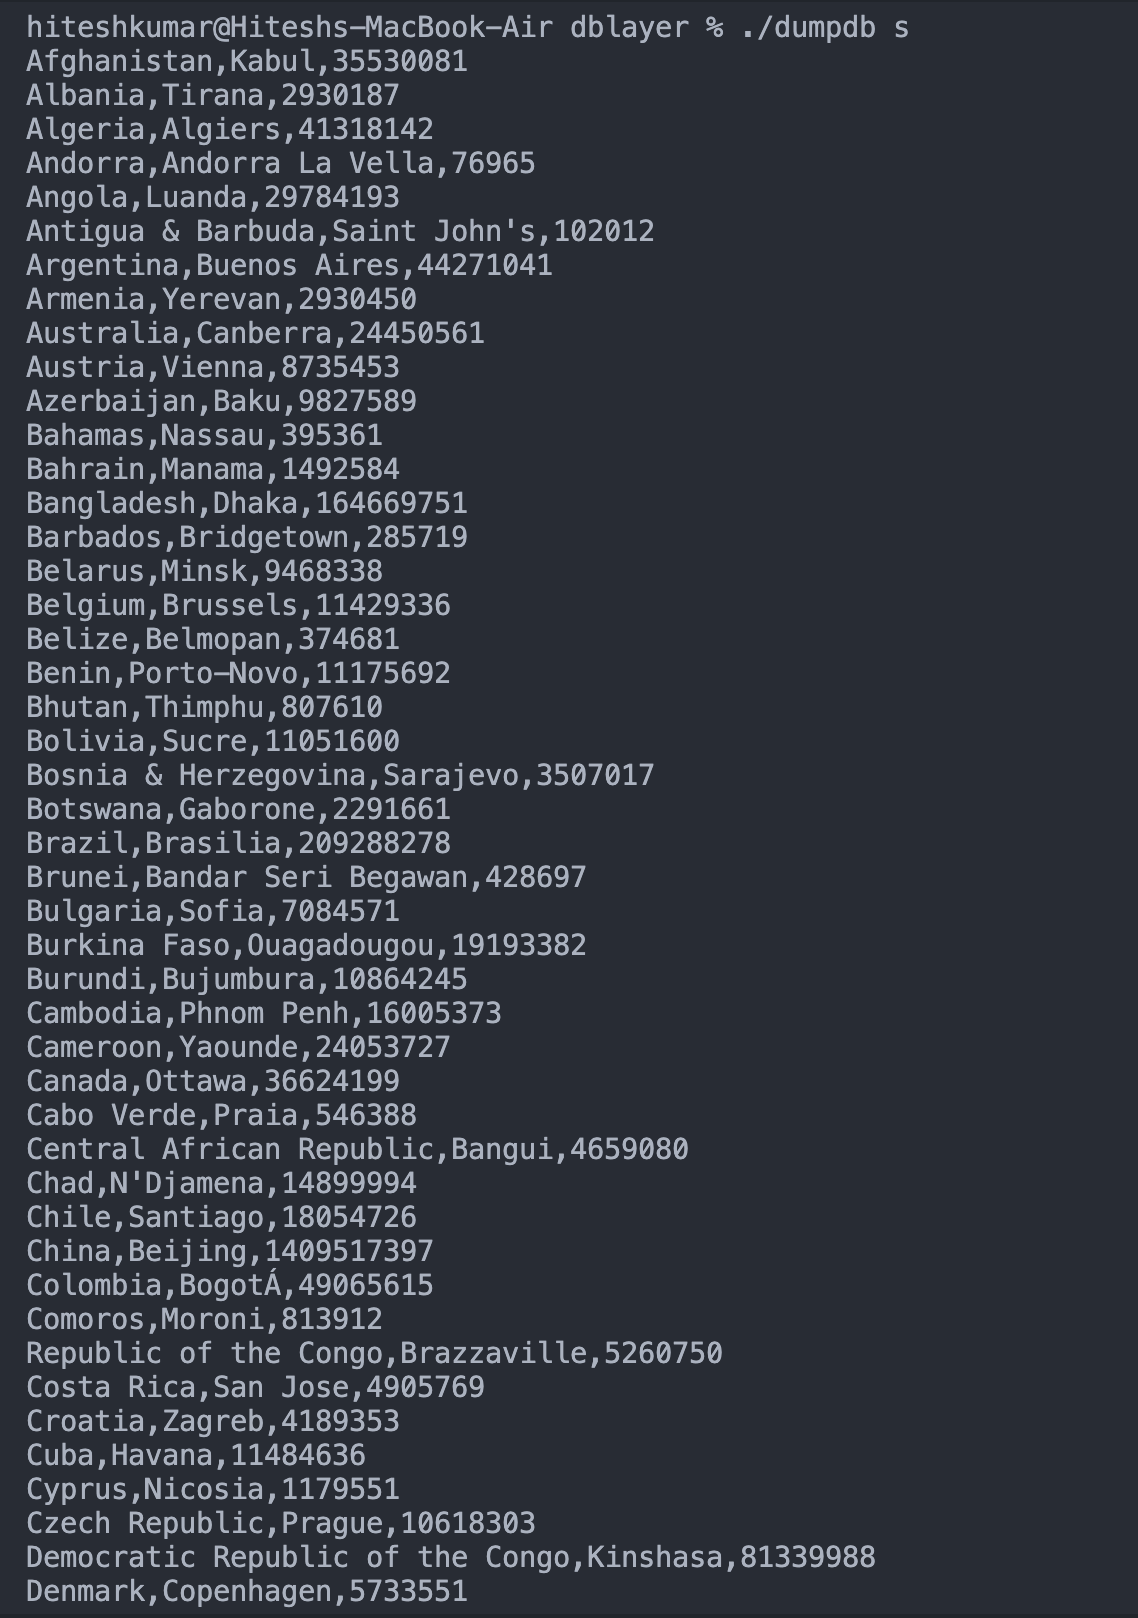 hiteshkumar@Hiteshs-MacBook-Air dblayer % ./dumpdb s
Afghanistan,Kabul,35530081
Albania,Tirana,2930187
Algeria,Algiers,41318142
Andorra,Andorra La Vella,76965
Angola,Luanda,29784193
Antigua & Barbuda,Saint John's,102012
Argentina,Buenos Aires,44271041
Armenia,Yerevan,2930450
Australia,Canberra,24450561
Austria,Vienna,8735453
Azerbaijan,Baku,9827589
Bahamas,Nassau,395361
Bahrain,Manama,1492584
Bangladesh,Dhaka,164669751
Barbados,Bridgetown,285719
Belarus,Minsk,9468338
Belgium,Brussels,11429336
Belize,Belmopan,374681
Benin,Porto-Novo,11175692
Bhutan,Thimphu,807610
Bolivia,Sucre,11051600
Bosnia & Herzegovina,Sarajevo,3507017
Botswana,Gaborone,2291661
Brazil,Brasilia,209288278
Brunei,Bandar Seri Begawan,428697
Bulgaria,Sofia,7084571
Burkina Faso,Ouagadougou,19193382
Burundi,Bujumbura,10864245
Cambodia,Phnom Penh,16005373
Cameroon,Yaounde,24053727
Canada,Ottawa,36624199
Cabo Verde,Praia,546388
Central African Republic,Bangui,4659080
Chad,N'Djamena,14899994
Chile,Santiago,18054726
China,Beijing,1409517397
Colombia,BogotÁ,49065615
Comoros,Moroni,813912
Republic of the Congo,Brazzaville,5260750
Costa Rica,San Jose,4905769
Croatia,Zagreb,4189353
Cuba,Havana,11484636
Cyprus,Nicosia,1179551
Czech Republic,Prague,10618303
Democratic Republic of the Congo,Kinshasa,81339988
Denmark,Copenhagen,5733551